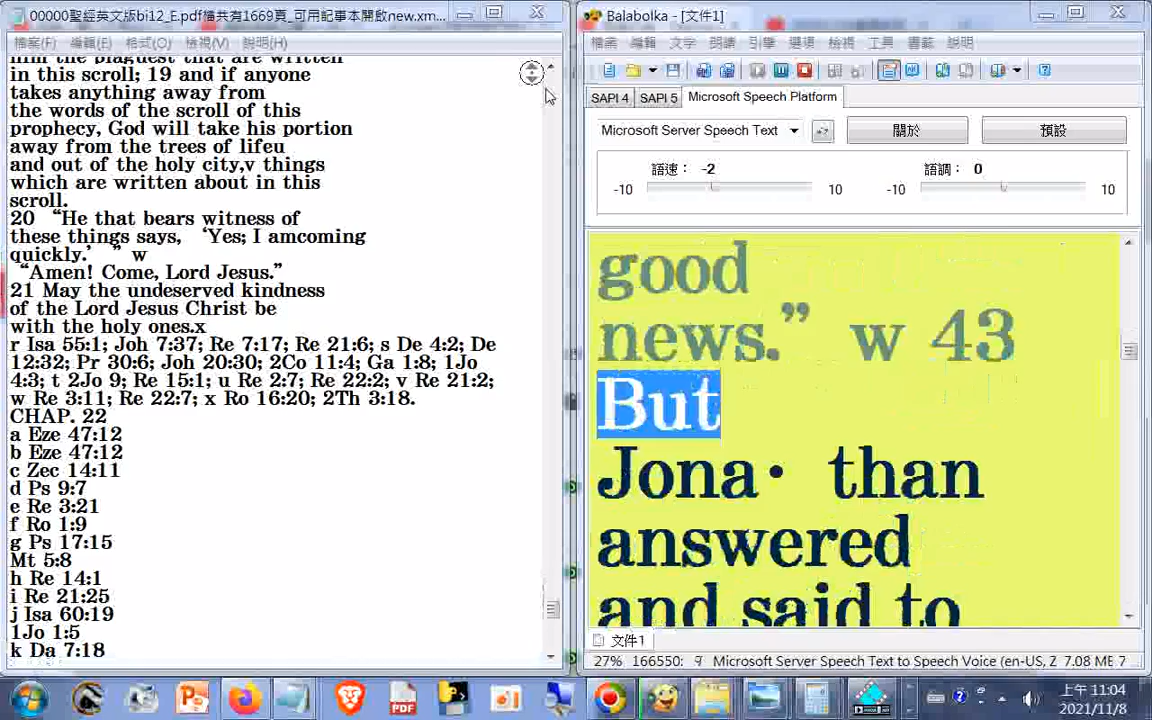 00000聖經英文版bi12_E.pdf檔共有1669頁_可用記事本開啟new.xm...
檔案(F) 編輯(E) 格式(O) 檢視(V) 說明(H)
him the plaguest that are written
in this scroll; 19 and if anyone
takes anything away from
the words of the scroll of this
prophecy, God will take his portion
away from the trees of lifeu
and out of the holy city,v things
which are written about in this
scroll.
20 “He that bears witness of
these things says, ‘Yes; I amcoming
quickly.’ ” w
“Amen! Come, Lord Jesus.”
21 May the undeserved kindness
of the Lord Jesus Christ be
with the holy ones.x
r Isa 55:1; Joh 7:37; Re 7:17; Re 21:6; s De 4:2; De
12:32; Pr 30:6; Joh 20:30; 2Co 11:4; Ga 1:8; 1Jo
4:3; t 2Jo 9; Re 15:1; u Re 2:7; Re 22:2; v Re 21:2;
w Re 3:11; Re 22:7; x Ro 16:20; 2Th 3:18.
CHAP. 22
a Eze 47:12
b Eze 47:12
c Zec 14:11
d Ps 9:7
e Re 3:21
f Ro 1:9
g Ps 17:15
Mt 5:8
h Re 14:1
i Re 21:25
j Isa 60:19
1Jo 1:5
k Da 7:18
Balabolka - [文件1]
檔案 編輯 文字 朗讀 引擎 選項 檢視 工具 書籤 說明
SAPI 4 SAPI 5 Microsoft Speech Platform
Microsoft Server Speech Text 關於 預設
語速： -2 語調： 0
-10 10 -10 10
good
news.” w 43
But
Jona· than
answered
and said to
文件1
27% 166550: Microsoft Server Speech Text to Speech Voice (en-US, Z 7.08 ME 7
PDF
上午 11:04
2021/11/8